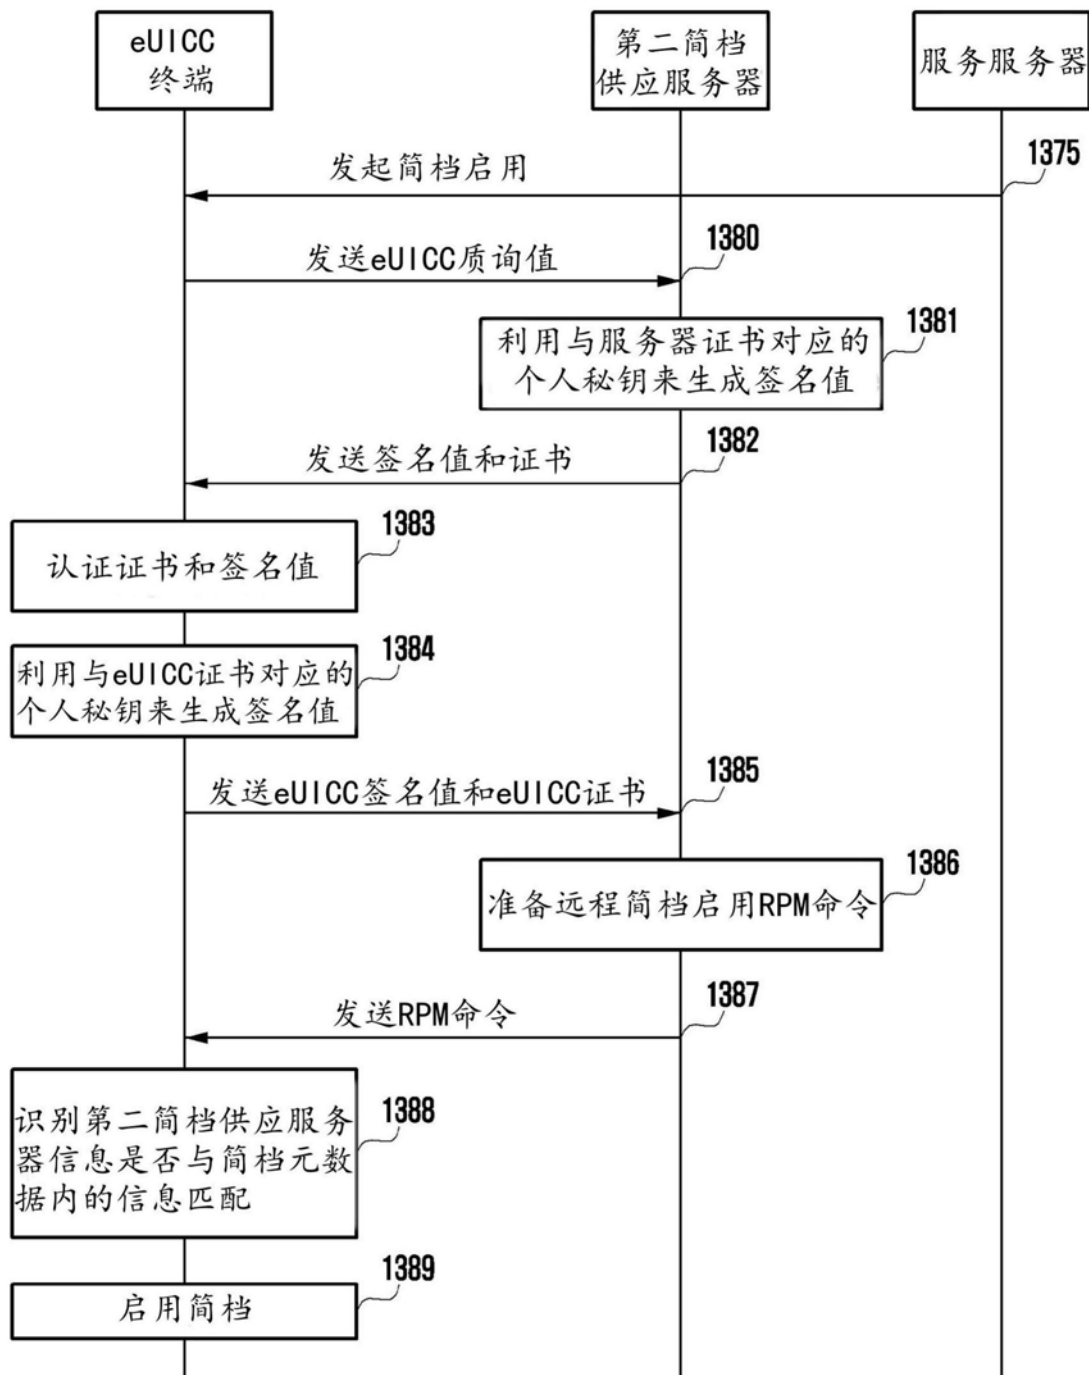 eUICC
终端
第二简档
供应服务器
服务服务器
发起简档启用
1375
发送eUICC质询值
1380
利用与服务器证书对应的
个人秘钥来生成签名值
1381
发送签名值和证书
1382
认证证书和签名值
1383
利用与eUICC证书对应的
个人秘钥来生成签名值
1384
发送eUICC签名值和eUICC证书
1385
准备远程简档启用RPM命令
1386
发送RPM命令
1387
识别第二简档供应服务
器信息是否与简档元数
据内的信息匹配
1388
启用简档
1389